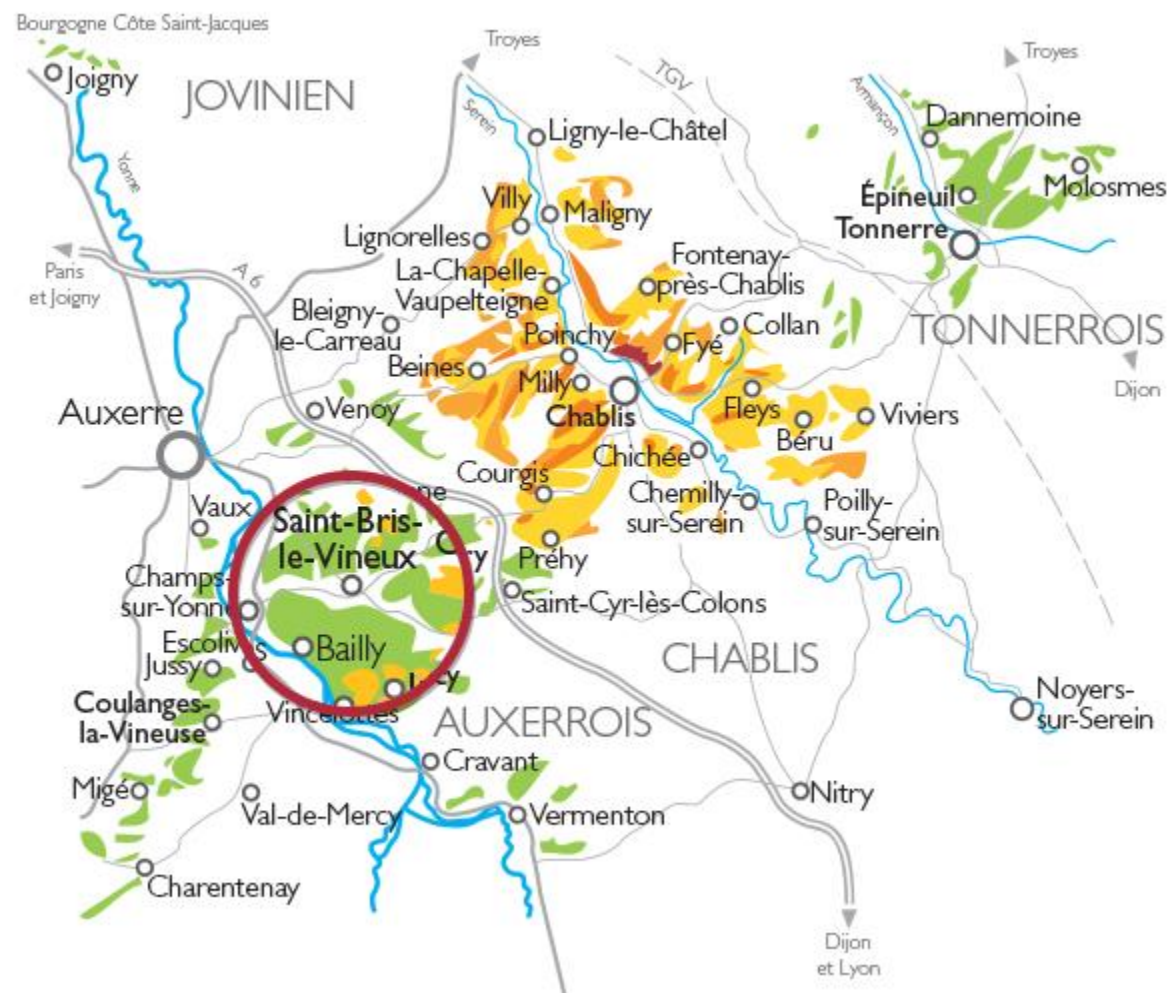 Bourgogne Côte Saint-Jacques
Joigny
JOVINIEN
Troyes
TGV
Troyes
Serein
Armançon
Yonne
Ligny-le-Châtel
Dannemoine
Molosmes
Épineuil
Tonnerre
Villy
Maligny
Lignorelles
Paris
et Joigny
A 6
La-Chapelle-
Vaupelteigne
Fontenay-
près-Chablis
Bleigny-
le-Carreau
Poinchy
Fyé
Collan
TONNERROIS
Beines
Milly
Dijon
Auxerre
Venoy
Chablis
Fleys
Béru
Viviers
Chichée
Courgis
Chemilly-
sur-Serein
Poilly-
sur-Serein
Vaux
Saint-Bris-
le-Vineux
Préhy
Champs-
sur-Yonne
Saint-Cyr-lès-Colons
Escolives
Jussy
Bailly
CHABLIS
Coulanges-
la-Vineuse
Vincelottes
AUXERROIS
Noyers-
sur-Serein
Cravant
Migé
Val-de-Mercy
Vermenton
Nitry
Charentenay
Dijon
et Lyon